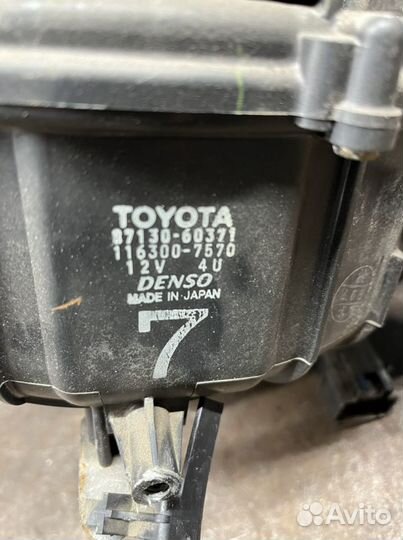 TOYOTA
87130-60371
116300-7570
12V 4U
DENSO
MADE IN JAPAN
7
Avito